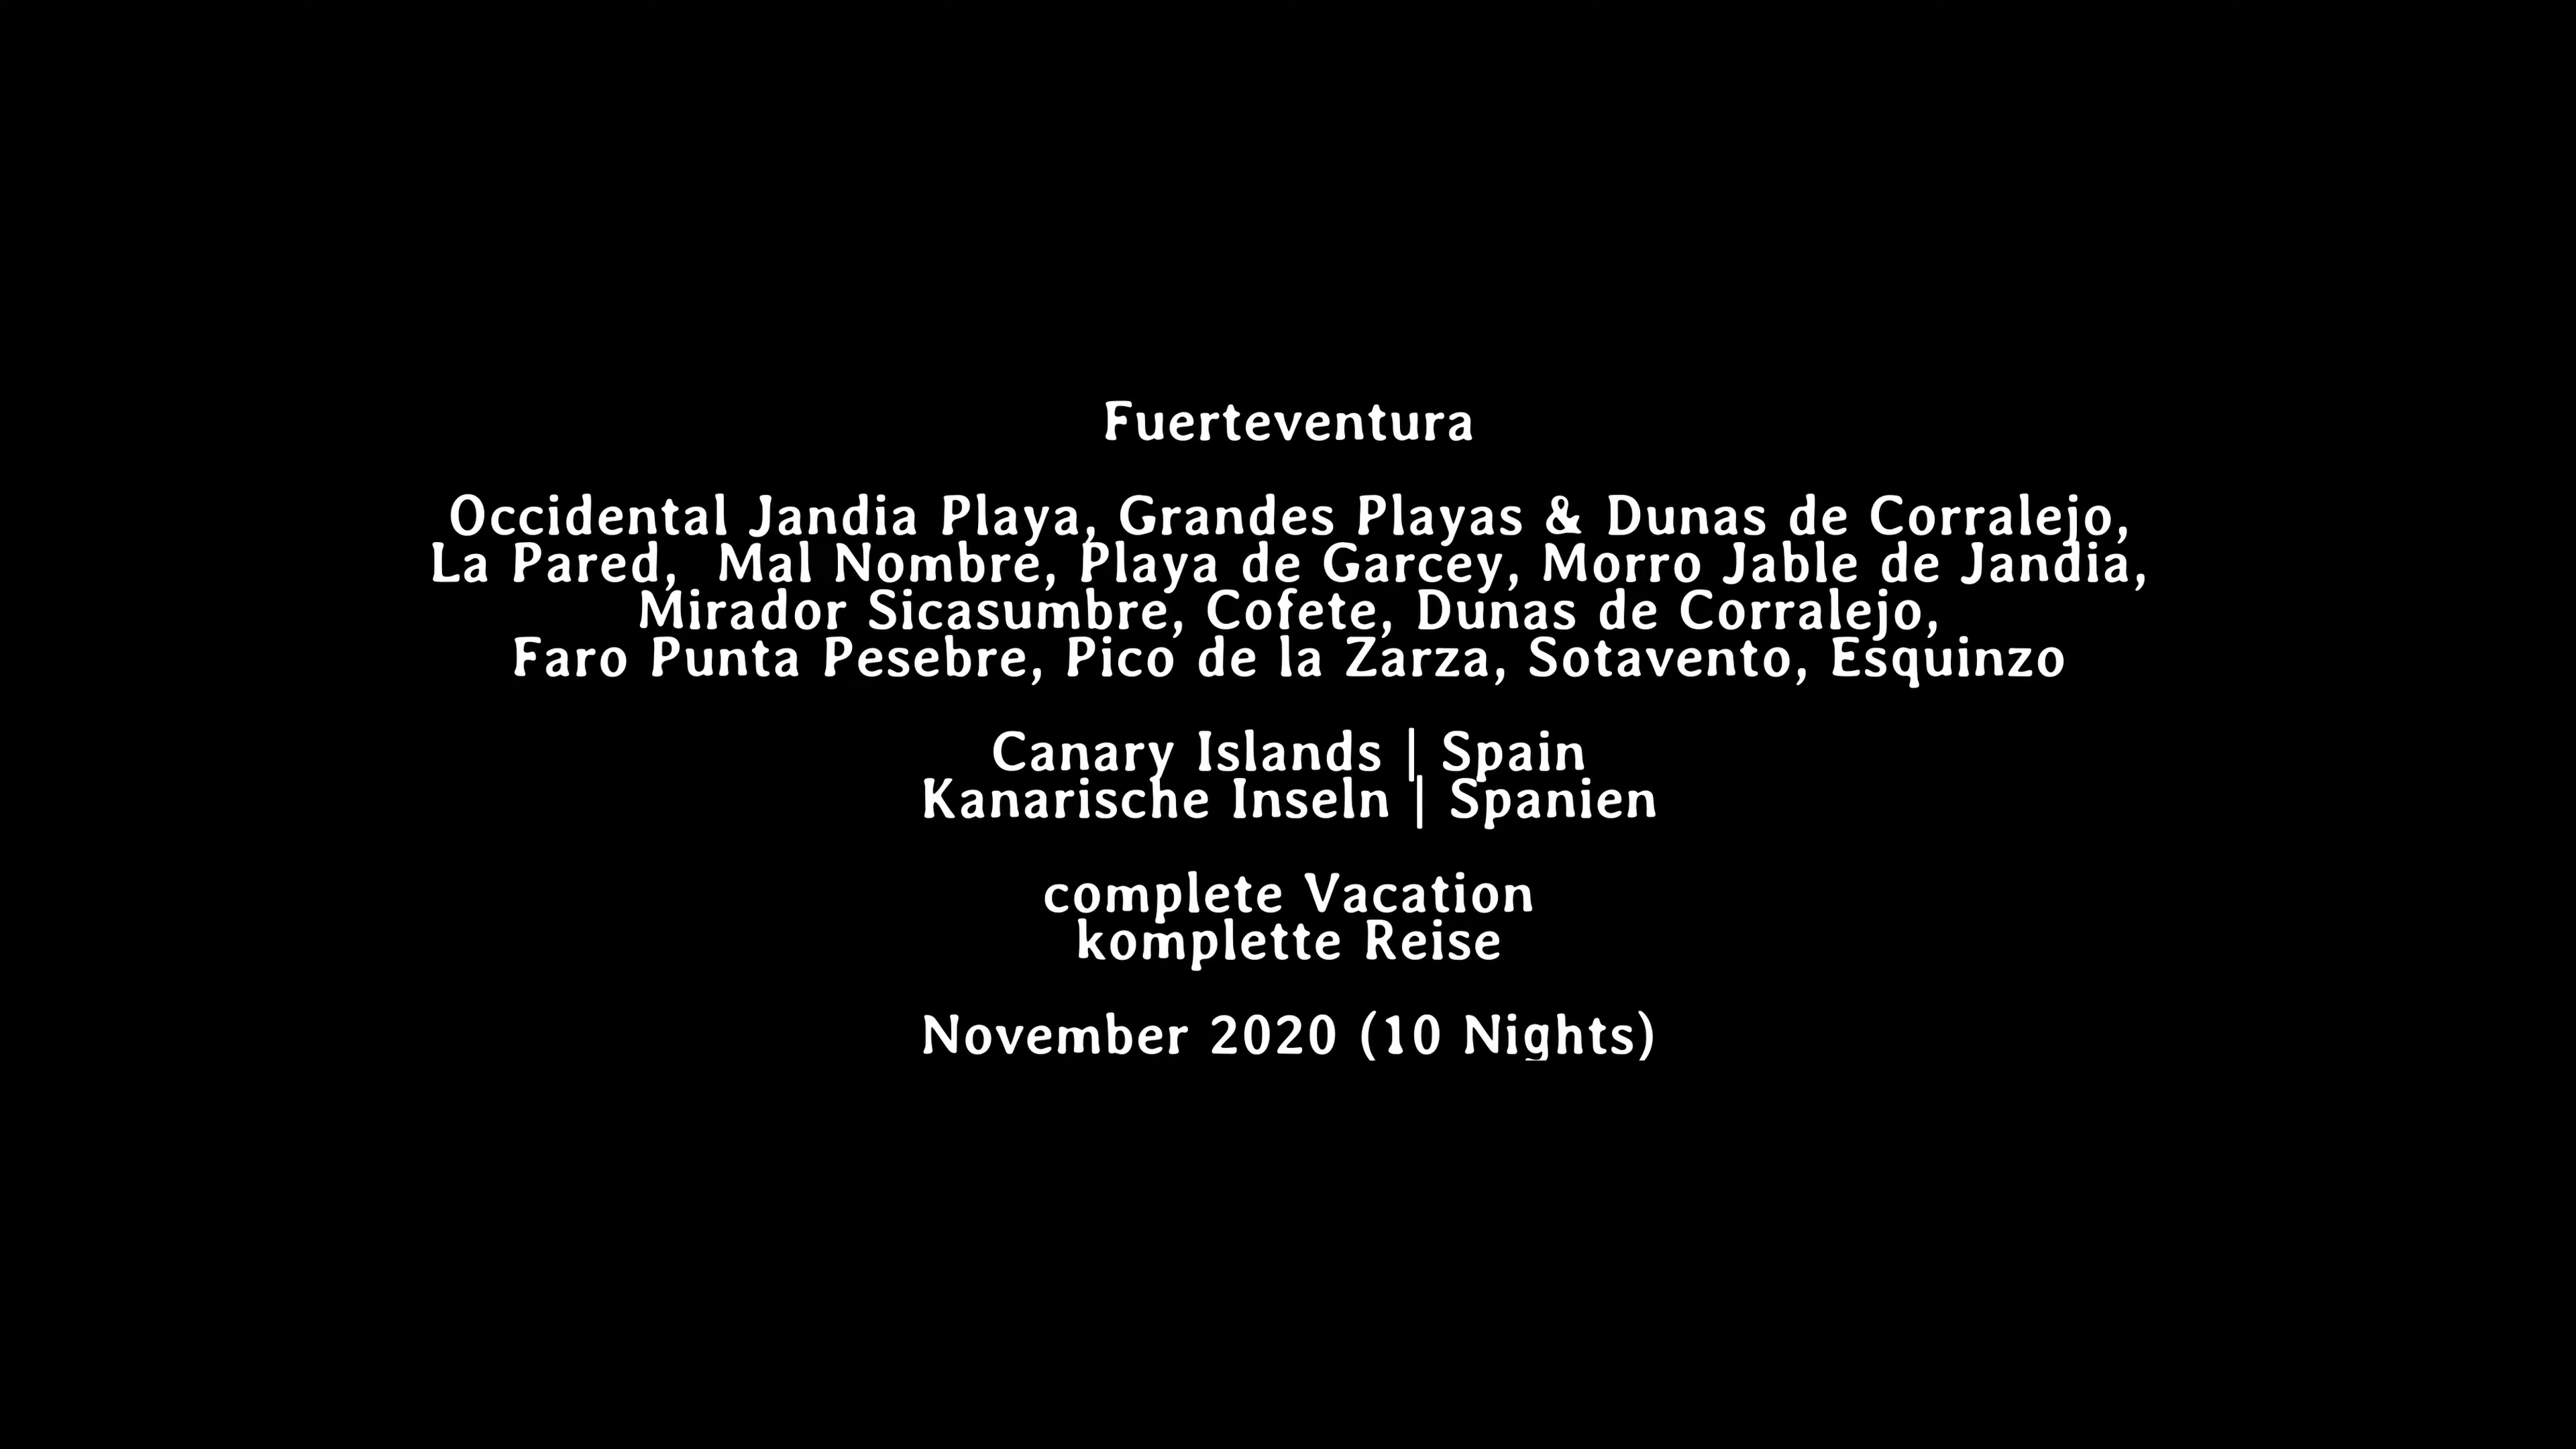 Fuerteventura
Occidental Jandia Playa, Grandes Playas & Dunas de Corralejo,
La Pared,  Mal Nombre, Playa de Garcey, Morro Jable de Jandia,
Mirador Sicasumbre, Cofete, Dunas de Corralejo,
Faro Punta Pesebre, Pico de la Zarza, Sotavento, Esquinzo
Canary Islands | Spain
Kanarische Inseln | Spanien
complete Vacation
komplette Reise
November 2020 (10 Nights)